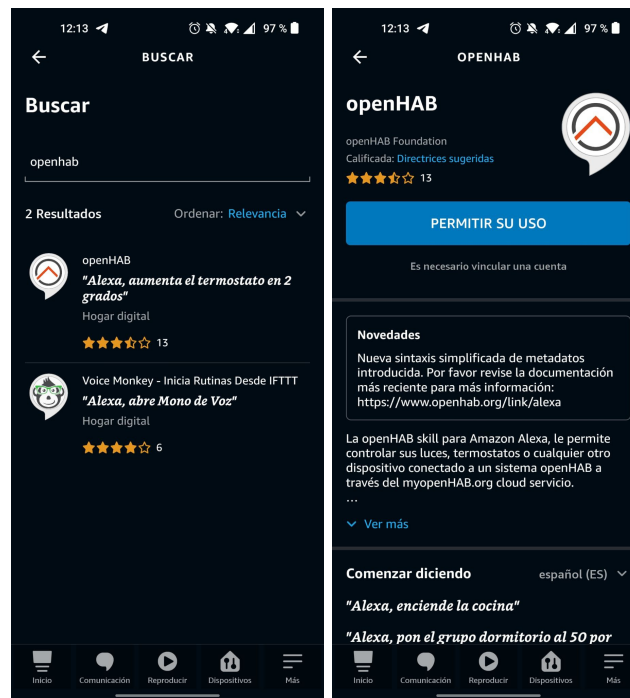 12:13 97 %
BUSCAR
Buscar
openhab
2 Resultados Ordenar: Relevancia
openHAB
"Alexa, aumenta el termostato en 2
grados"
Hogar digital
13
Voice Monkey - Inicia Rutinas Desde IFTTT
"Alexa, abre Mono de Voz"
Hogar digital
6
Inicio Comunicación Reproducir Dispositivos Más
12:13 97 %
OPENHAB
openHAB
openHAB Foundation
Calificada: Directrices sugeridas
13
PERMITIR SU USO
Es necesario vincular una cuenta
Novedades
Nueva sintaxis simplificada de metadatos
introducida. Por favor revise la documentación
más reciente para más información:
https://www.openhab.org/link/alexa
La openHAB skill para Amazon Alexa, le permite
controlar sus luces, termostatos o cualquier otro
dispositivo conectado a un sistema openHAB a
través del myopenHAB.org cloud servicio.
...
Ver más
Comenzar diciendo español (ES)
"Alexa, enciende la cocina"
"Alexa, pon el grupo dormitorio al 50 por
Inicio Comunicación Reproducir Dispositivos Más